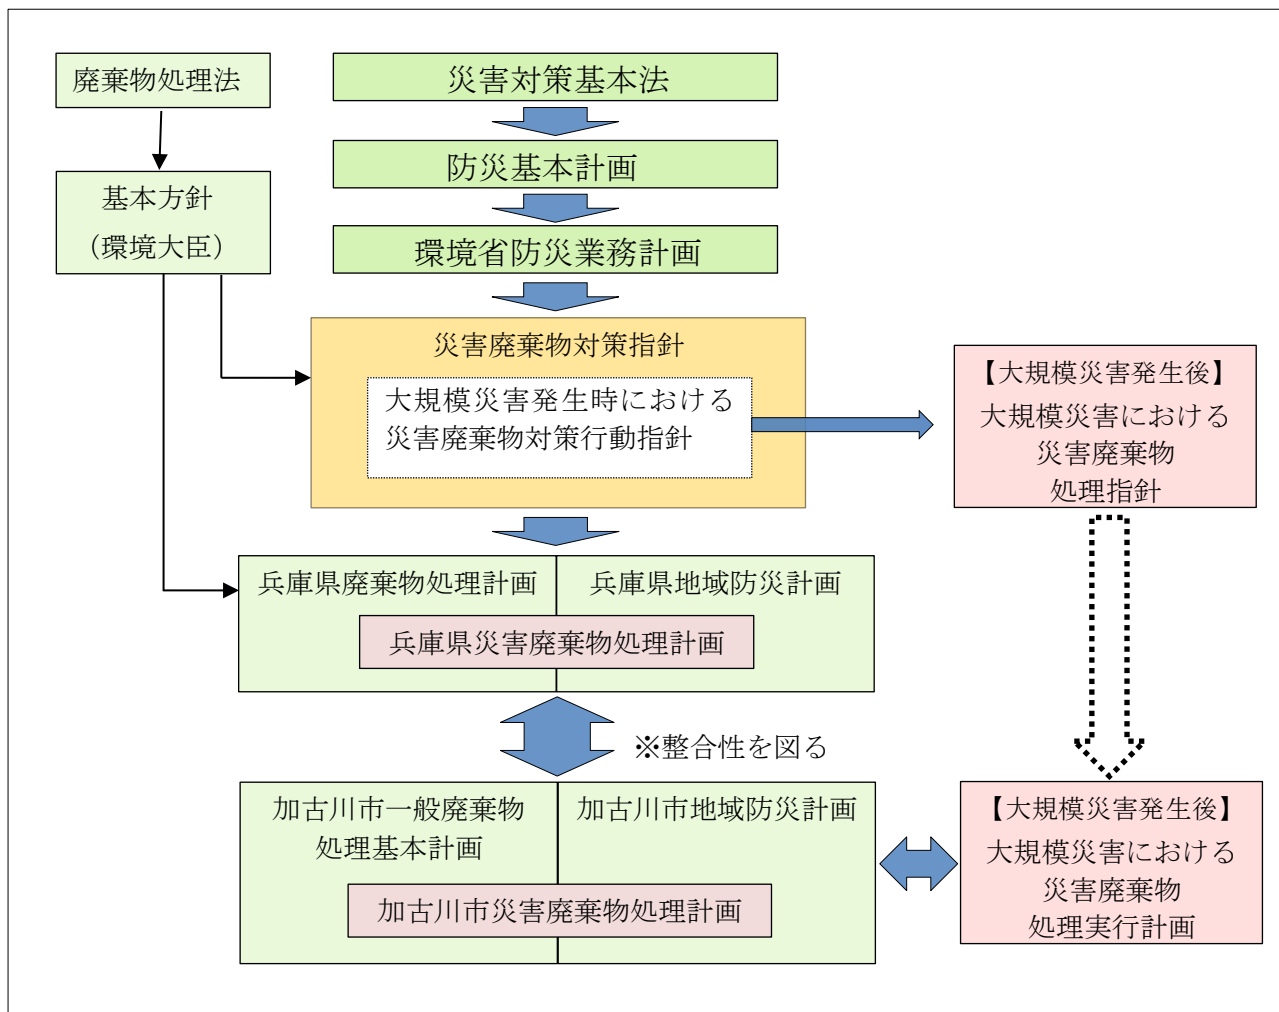 廃棄物処理法
災害対策基本法
防災基本計画
基本方針
（環境大臣）
環境省防災業務計画
災害廃棄物対策指針
大規模災害発生時における
災害廃棄物対策行動指針
【大規模災害発生後】
大規模災害における
災害廃棄物
処理指針
兵庫県廃棄物処理計画
兵庫県地域防災計画
兵庫県災害廃棄物処理計画
※整合性を図る
加古川市一般廃棄物
処理基本計画
加古川市地域防災計画
加古川市災害廃棄物処理計画
【大規模災害発生後】
大規模災害における
災害廃棄物
処理実行計画